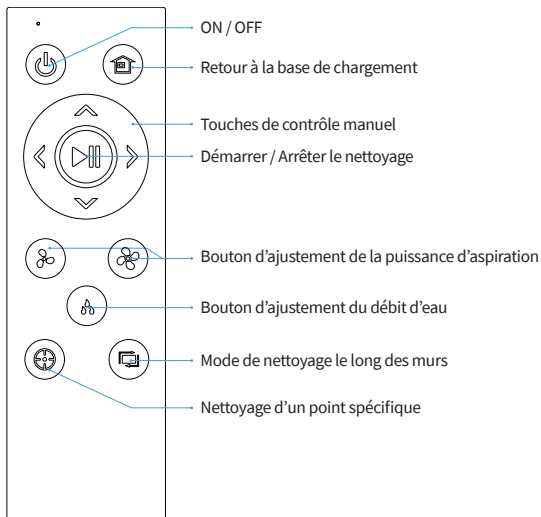 ON / OFF
Retour à la base de chargement
Touches de contrôle manuel
Démarrer / Arrêter le nettoyage
Bouton d'ajustement de la puissance d'aspiration
Bouton d'ajustement du débit d'eau
Mode de nettoyage le long des murs
Nettoyage d'un point spécifique